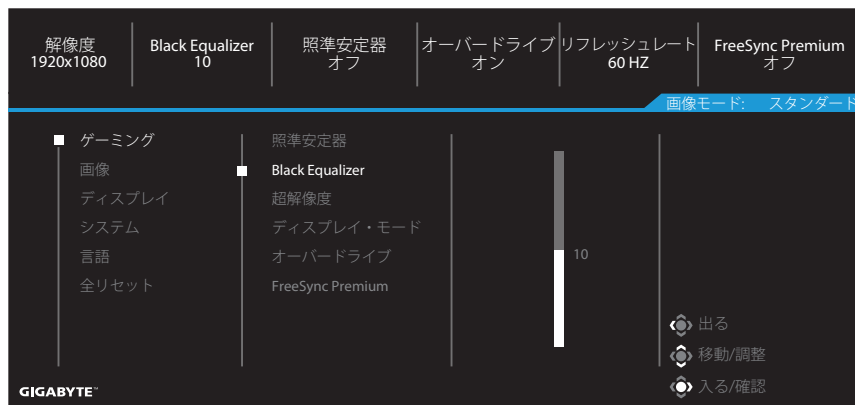 解像度
1920x1080
Black Equalizer
10
照準安定器
オフ
オーバードライブ
オン
リフレッシュレート
60 HZ
FreeSync Premium
オフ
画像モード: スタンダード
ゲーミング
画像
ディスプレイ
システム
言語
全リセット
照準安定器
Black Equalizer
超解像度
ディスプレイ・モード
オーバードライブ
FreeSync Premium
10
出る
移動/調整
入る/確認
GIGABYTE™